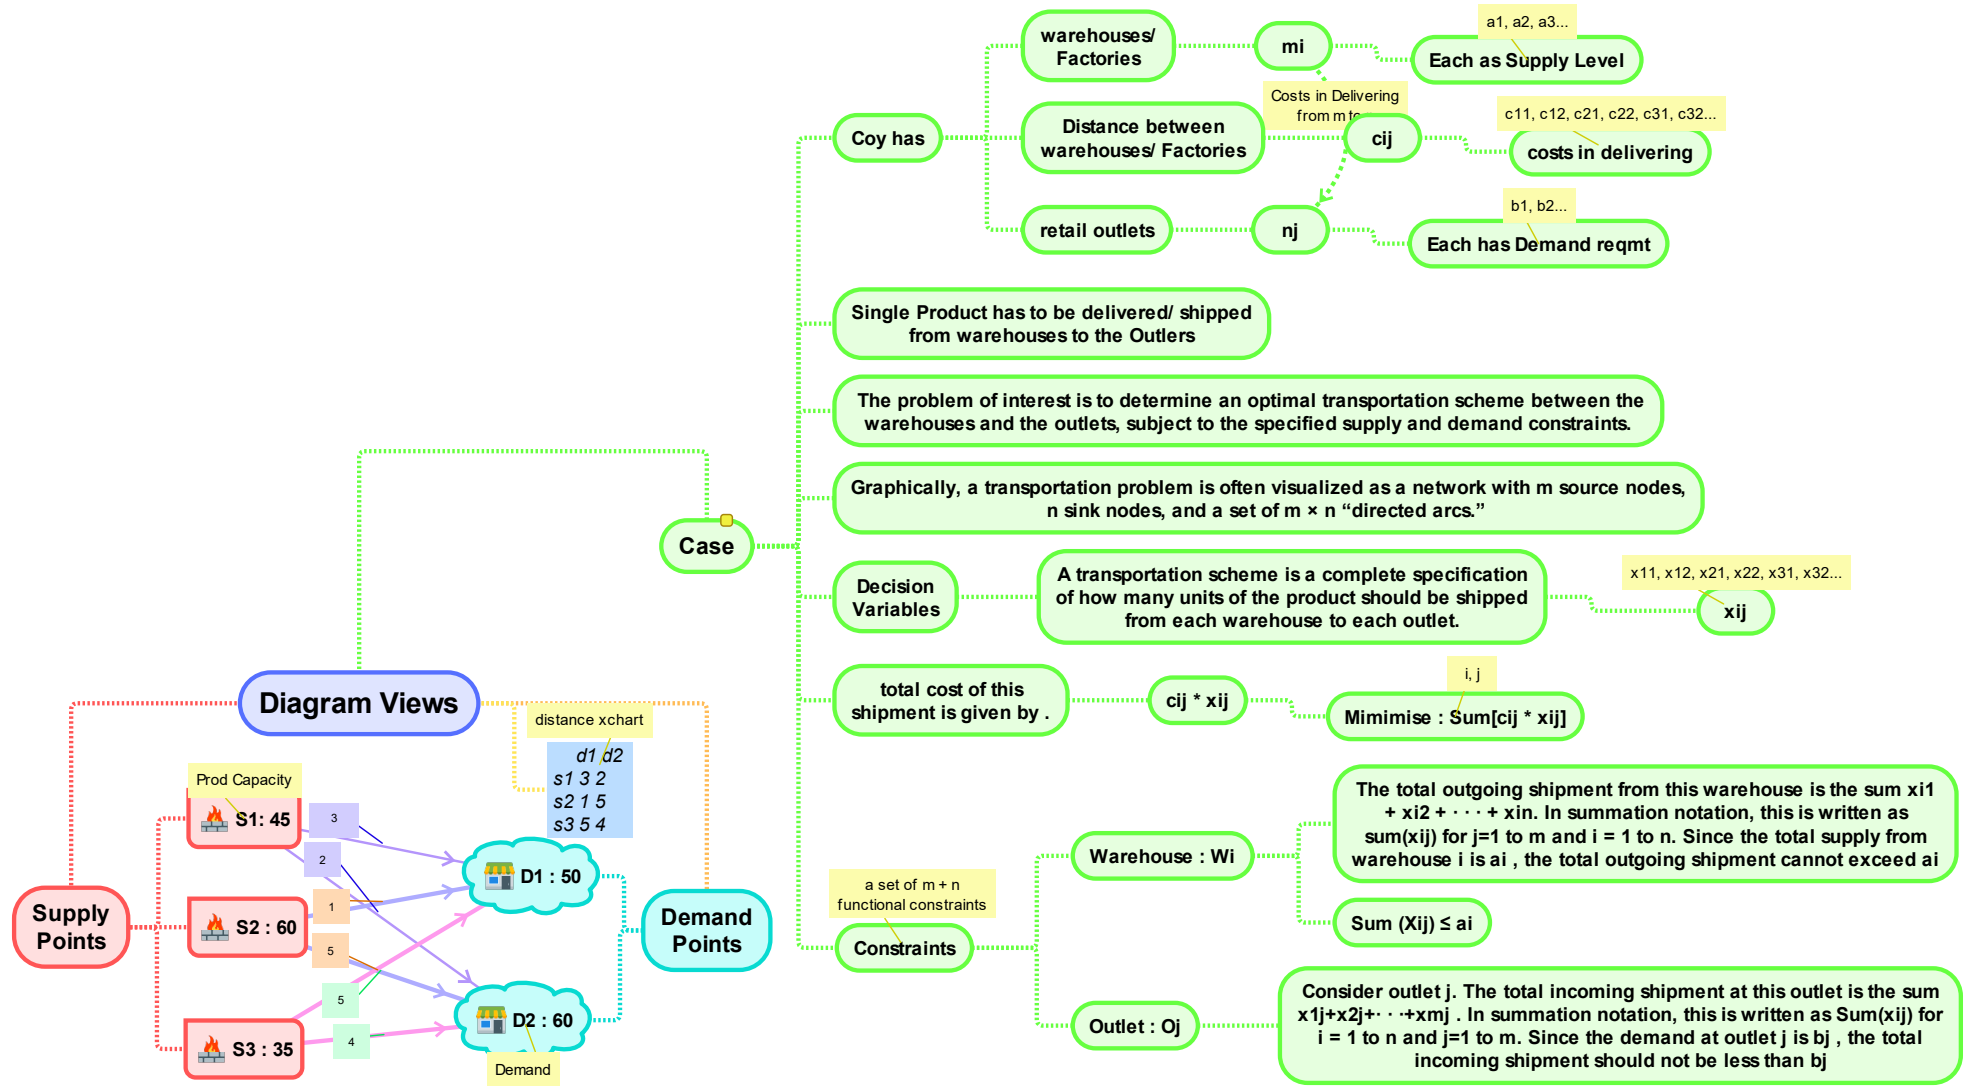 a1, a2, a3...
warehouses/
Factories
mi
Each as Supply Level
Costs in Delivering
from m to
Coy has
Distance between
warehouses/ Factories
cij
c11, c12, c21, c22, c31, c32...
costs in delivering
b1, b2...
retail outlets
nj
Each has Demand reqmt
Single Product has to be delivered/ shipped
from warehouses to the Outlers
The problem of interest is to determine an optimal transportation scheme between the
warehouses and the outlets, subject to the specified supply and demand constraints.
Graphically, a transportation problem is often visualized as a network with m source nodes,
n sink nodes, and a set of m × n “directed arcs.”
Case
Decision
Variables
A transportation scheme is a complete specification
of how many units of the product should be shipped
from each warehouse to each outlet.
x11, x12, x21, x22, x31, x32...
xij
total cost of this
shipment is given by .
cij * xij
i, j
Mimimise : Sum[cij * xij]
a set of m + n
functional constraints
Constraints
Warehouse : Wi
The total outgoing shipment from this warehouse is the sum xi1
+ xi2 + · · · + xin. In summation notation, this is written as
sum(xij) for j=1 to m and i = 1 to n. Since the total supply from
warehouse i is ai , the total outgoing shipment cannot exceed ai
Sum (Xij) ≤ ai
Outlet : Oj
Consider outlet j. The total incoming shipment at this outlet is the sum
x1j+x2j+· · ·+xmj . In summation notation, this is written as Sum(xij) for
i = 1 to n and j=1 to m. Since the demand at outlet j is bj , the total
incoming shipment should not be less than bj
Diagram Views
distance xchart
d1 d2
s1 3 2
s2 1 5
s3 5 4
Prod Capacity
S1: 45
S2 : 60
S3 : 35
Supply
Points
3
2
1
5
5
4
D1 : 50
D2 : 60
Demand
Demand
Points